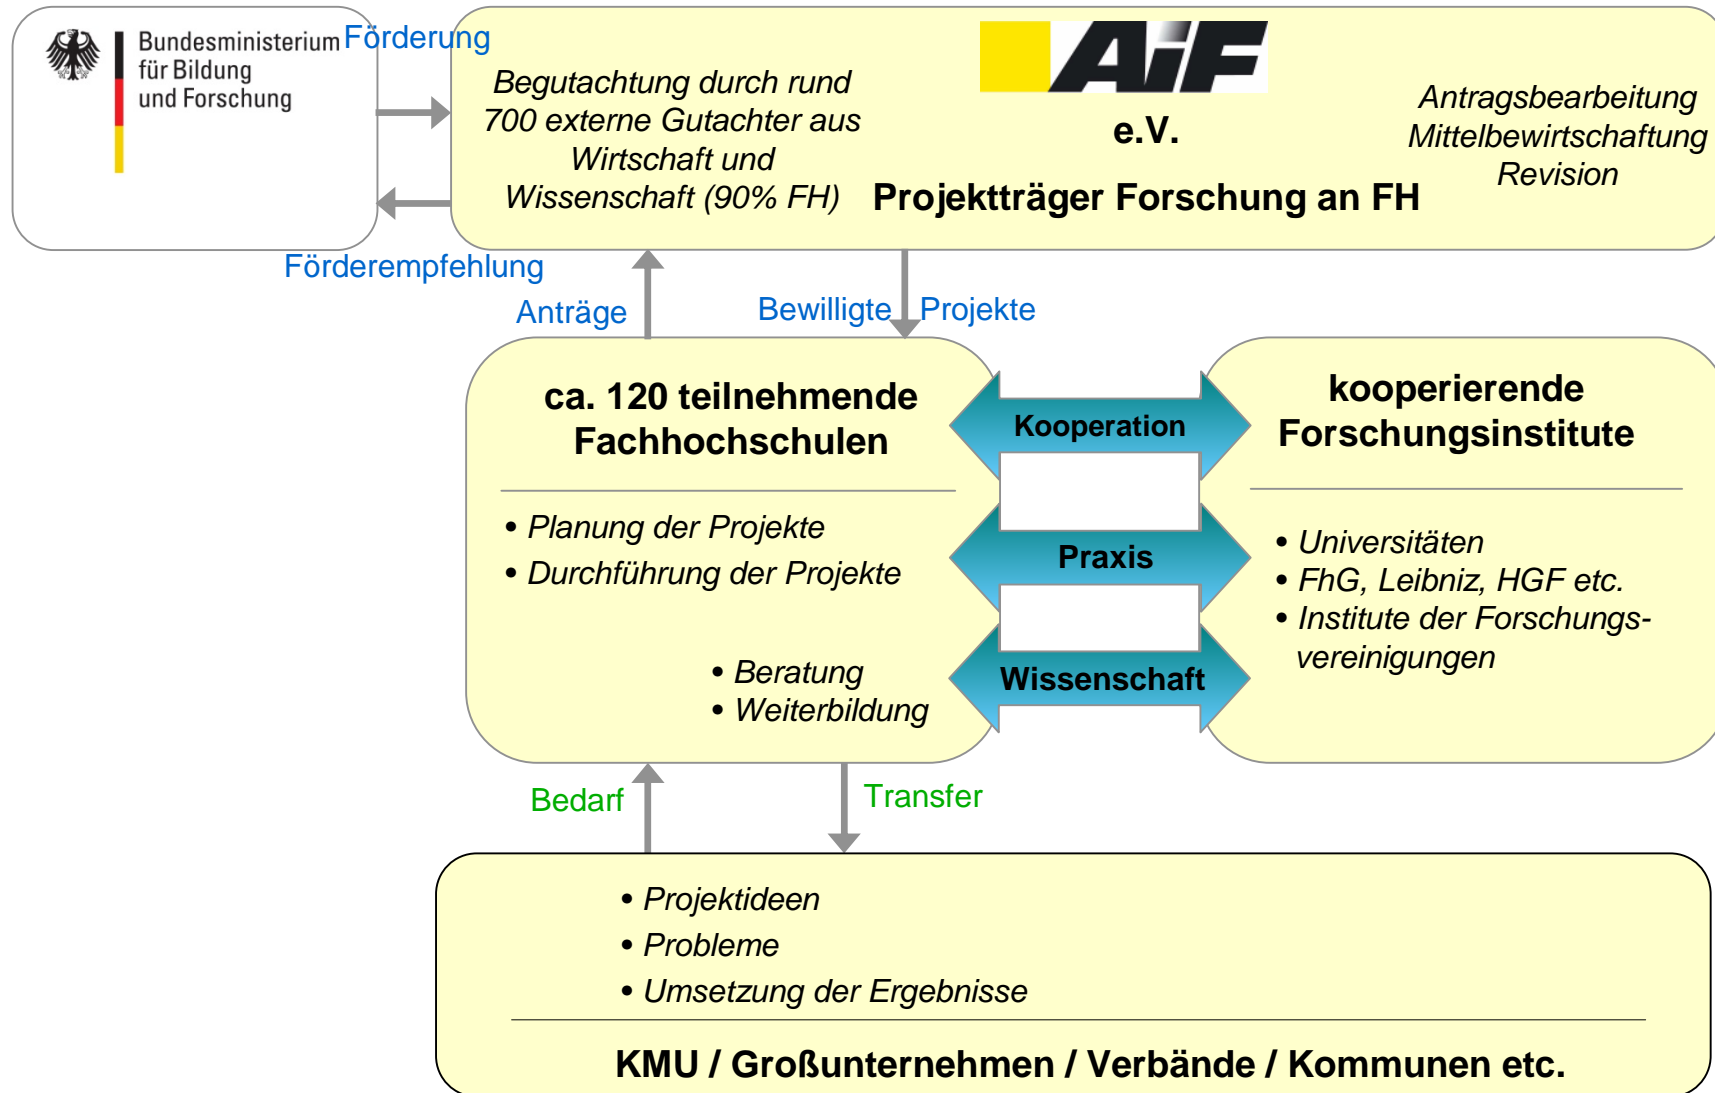 Bundesministerium
für Bildung
und Forschung
Förderung
Förderempfehlung
Begutachtung durch rund
700 externe Gutachter aus
Wirtschaft und
Wissenschaft (90% FH)
AiF
e.V.
Projektträger Forschung an FH
Antragsbearbeitung
Mittelbewirtschaftung
Revision
Anträge
Bewilligte Projekte
ca. 120 teilnehmende
Fachhochschulen
• Planung der Projekte
• Durchführung der Projekte
• Beratung
• Weiterbildung
Kooperation
Praxis
Wissenschaft
kooperierende
Forschungsinstitute
• Universitäten
• FhG, Leibniz, HGF etc.
• Institute der Forschungs-
vereinigungen
Bedarf
Transfer
• Projektideen
• Probleme
• Umsetzung der Ergebnisse
KMU / Großunternehmen / Verbände / Kommunen etc.